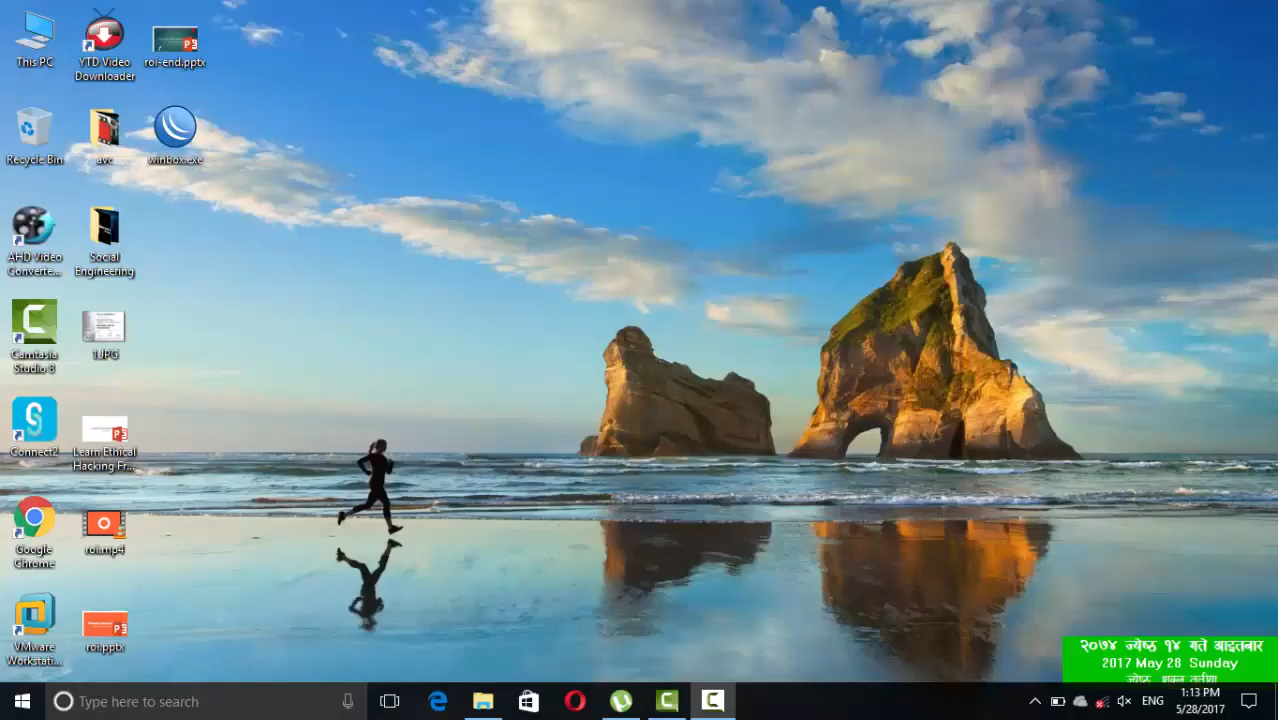 This PC
YTD Video
Downloader
roi-end.pptx
Recycle Bin
avc
winbox.exe
AHD Video
Converte...
Social
Engineering
Camtasia
Studio 8
1.JPG
Connect2
Learn Ethical
Hacking Fr...
Google
Chrome
roi.mp4
VMware
Workstati...
roi.pptx
२०७४ ज्येष्ठ १४ गते आइतबार
2017 May 28 Sunday
Type here to search
ENG
1:13 PM
5/28/2017